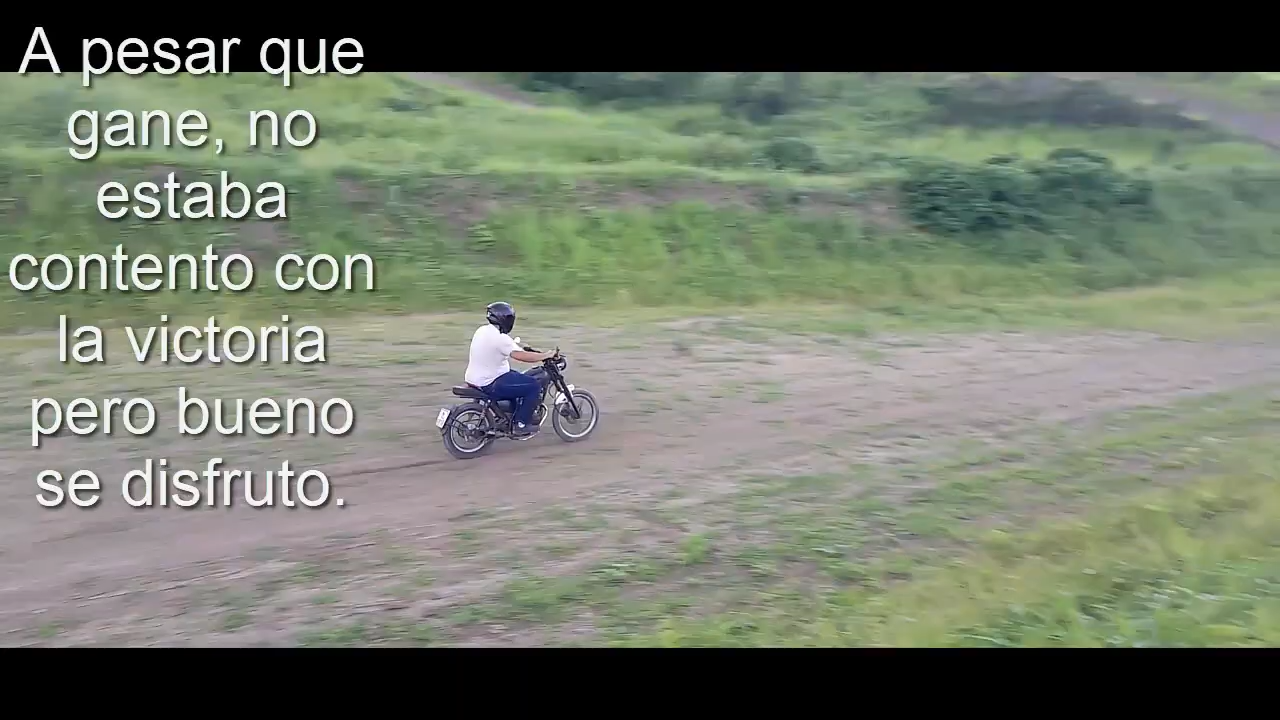 A pesar que
gane, no
estaba
contento con
la victoria
pero bueno
se disfruto.